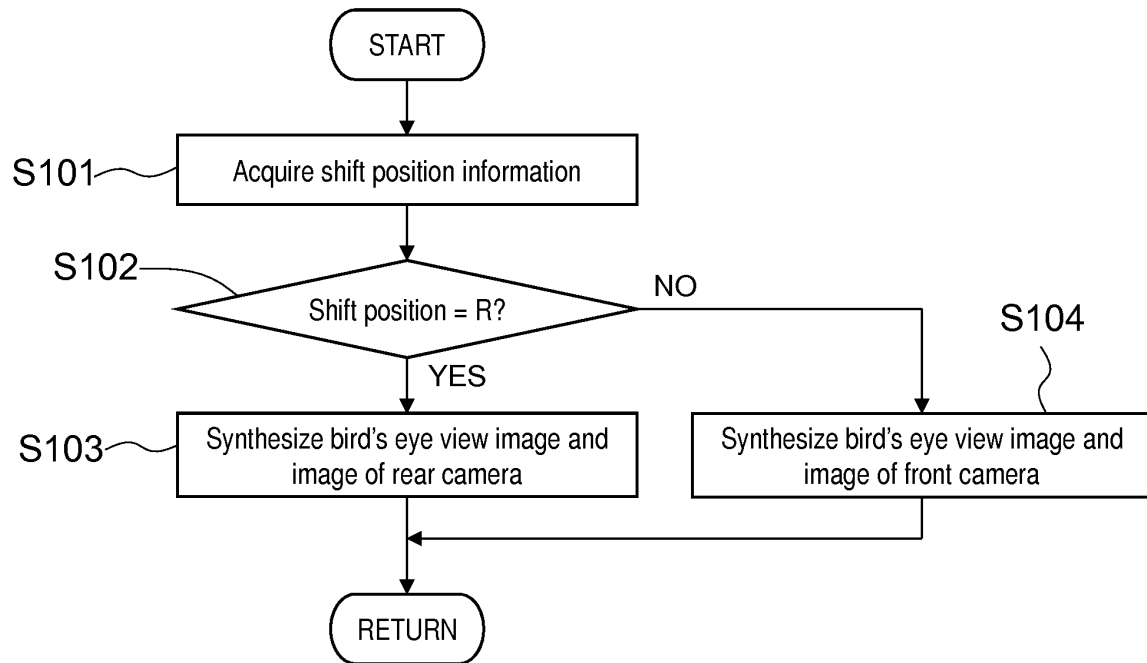 START
S101
Acquire shift position information
S102
Shift position = R?
NO
YES
S104
S103
Synthesize bird's eye view image and
image of rear camera
Synthesize bird's eye view image and
image of front camera
RETURN